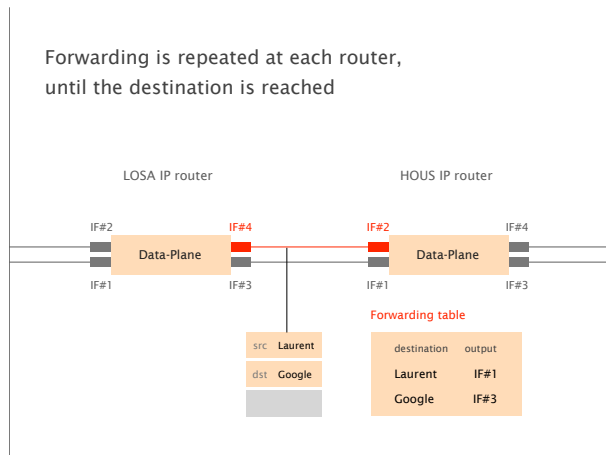 Forwarding is repeated at each router,
until the destination is reached
LOSA IP router
HOUS IP router
IF#2
IF#4
IF#2
IF#4
Data-Plane
Data-Plane
IF#1
IF#3
IF#1
IF#3
Forwarding table
src Laurent
dst Google
destination output
Laurent IF#1
Google IF#3